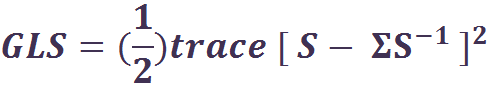 GLS = (1/2)trace [ S − ΣS⁻¹ ]²